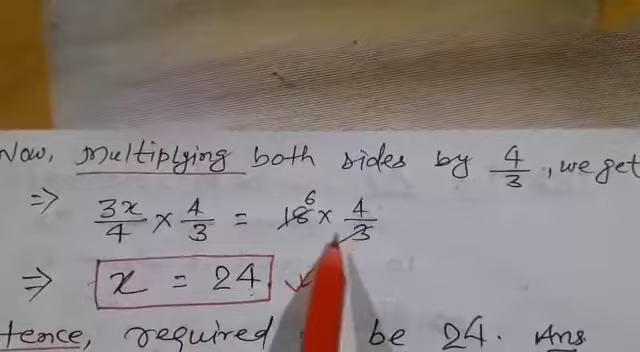 Now, Multiplying both sides by 4/3, we get
⇒ 3x/4 × 4/3 = 18 6 × 4/3
⇒ x = 24 ✓
Hence, required be 24. Ans